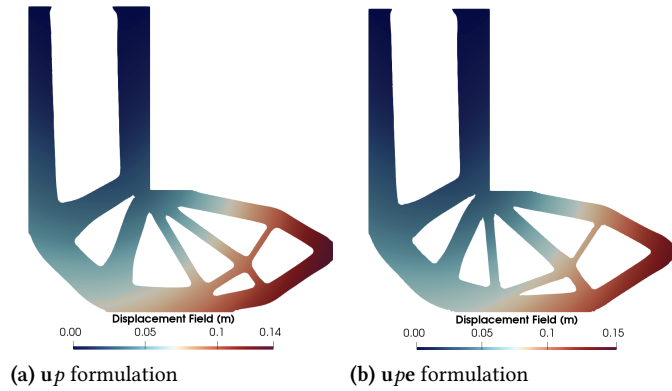 Displacement Field (m)
0.00 0.05 0.10 0.14
Displacement Field (m)
0.00 0.05 0.1 0.15
(a) up formulation
(b) upe formulation